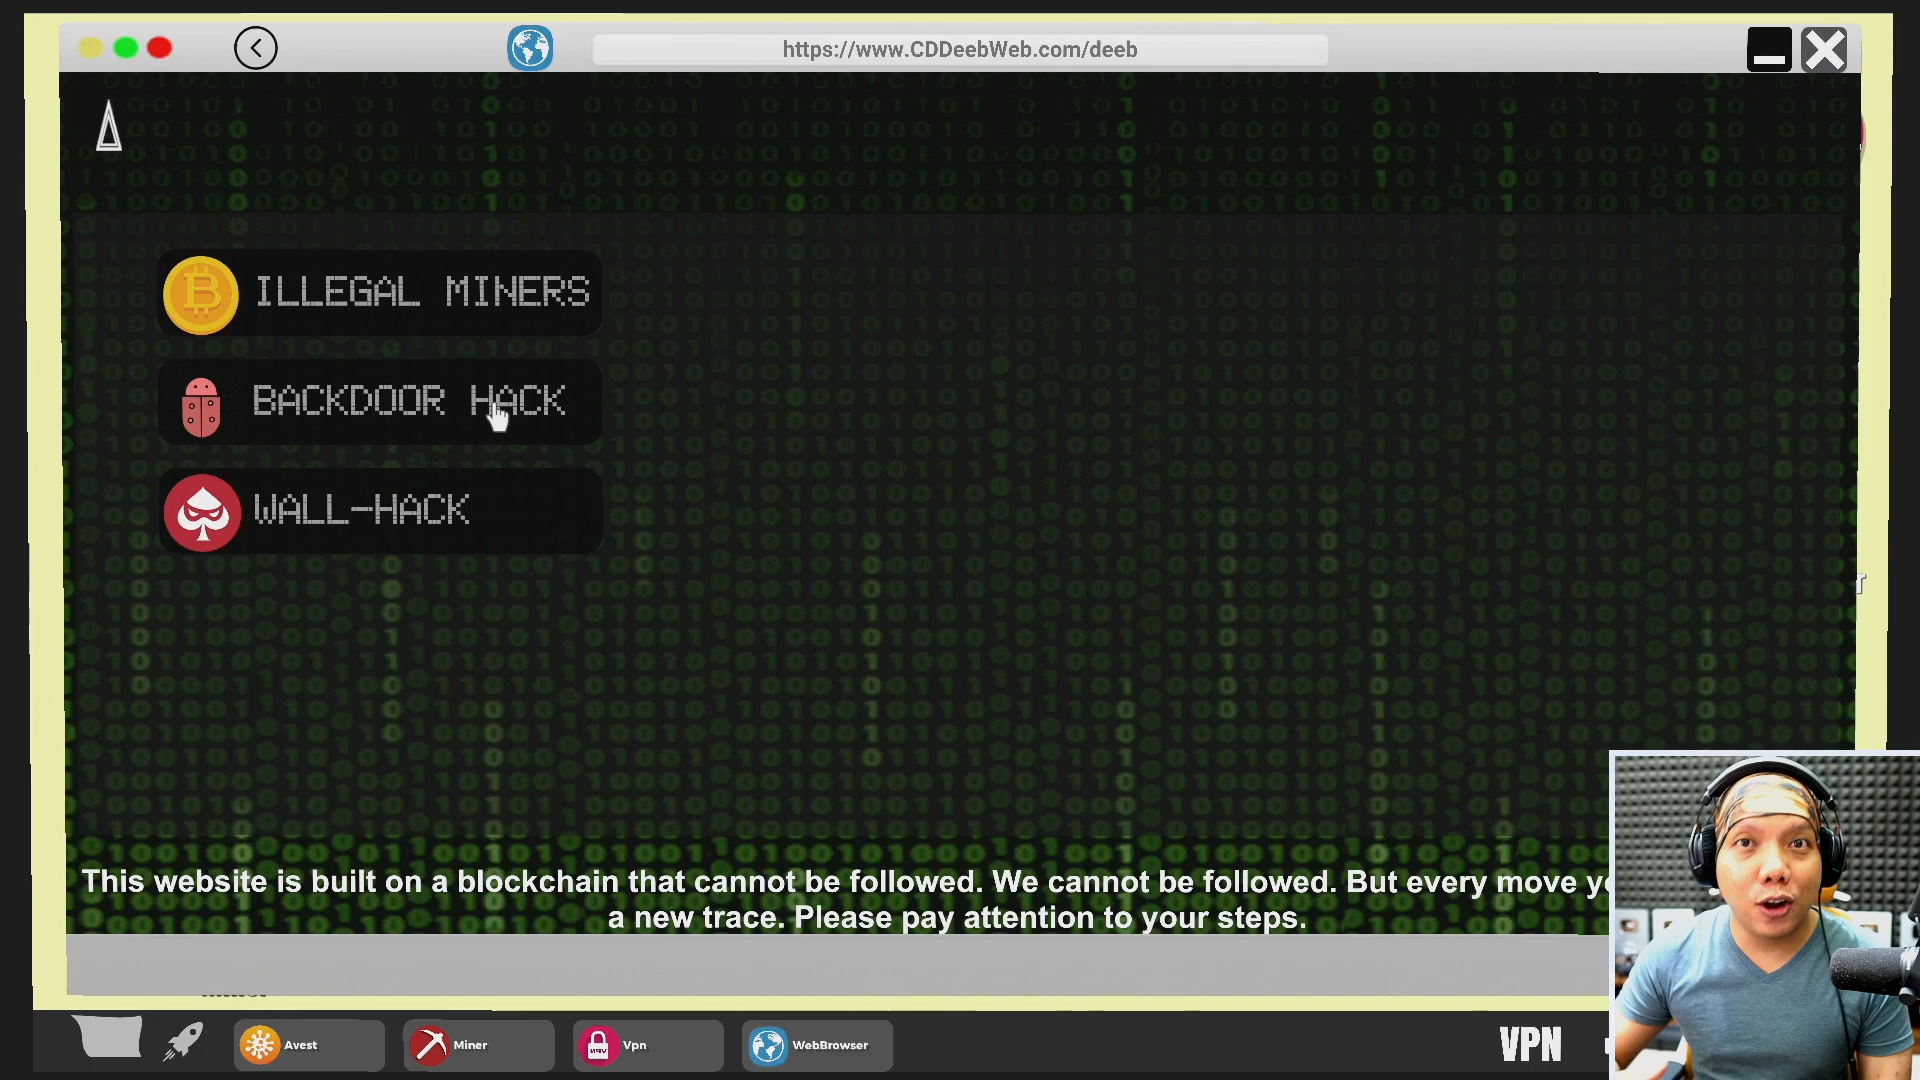 https://www.CDDeebWeb.com/deeb
ILLEGAL MINERS
BACKDOOR HACK
WALL-HACK
This website is built on a blockchain that cannot be followed. We cannot be followed. But every move
a new trace. Please pay attention to your steps.
Avest
Miner
VPN
Vpn
WebBrowser
VPN